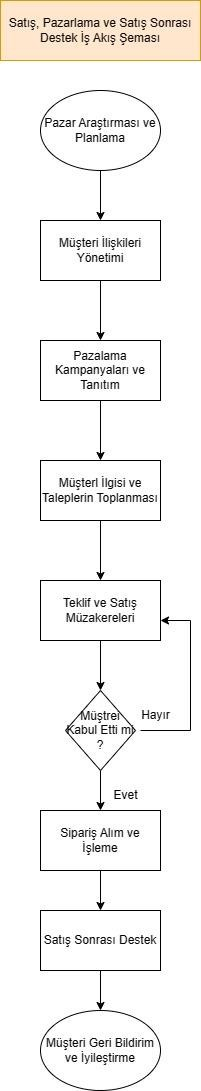 Satış, Pazarlama ve Satış Sonrası
Destek İş Akış Şeması
Pazar Araştırması ve
Planlama
Müşteri İlişkileri
Yönetimi
Pazalama
Kampanyaları ve
Tanıtım
Müşterİ İlgisi ve
Taleplerin Toplanması
Teklif ve Satış
Müzakereleri
Müştrei
Kabul Etti mi
?
Hayır
Evet
Sipariş Alım ve
İşleme
Satış Sonrası Destek
Müşteri Geri Bildirim
ve İyileştirme